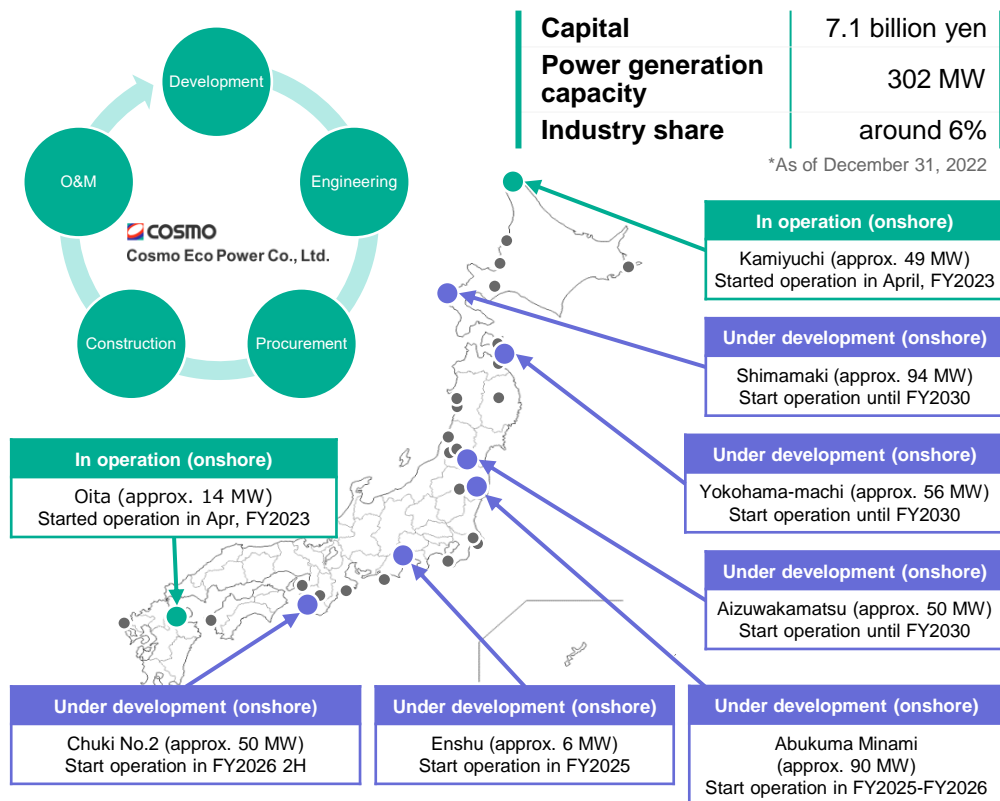 Capital 7.1 billion yen
Power generation
capacity 302 MW
Industry share around 6%
*As of December 31, 2022
Development
Engineering
Procurement
Construction
O&M
COSMO
Cosmo Eco Power Co., Ltd.
In operation (onshore)
Kamiyuchi (approx. 49 MW)
Started operation in April, FY2023
Under development (onshore)
Shimamaki (approx. 94 MW)
Start operation until FY2030
Under development (onshore)
Yokohama-machi (approx. 56 MW)
Start operation until FY2030
Under development (onshore)
Aizuwakamatsu (approx. 50 MW)
Start operation until FY2030
In operation (onshore)
Oita (approx. 14 MW)
Started operation in Apr, FY2023
Under development (onshore)
Chuki No.2 (approx. 50 MW)
Start operation in FY2026 2H
Under development (onshore)
Enshu (approx. 6 MW)
Start operation in FY2025
Under development (onshore)
Abukuma Minami
(approx. 90 MW)
Start operation in FY2025-FY2026